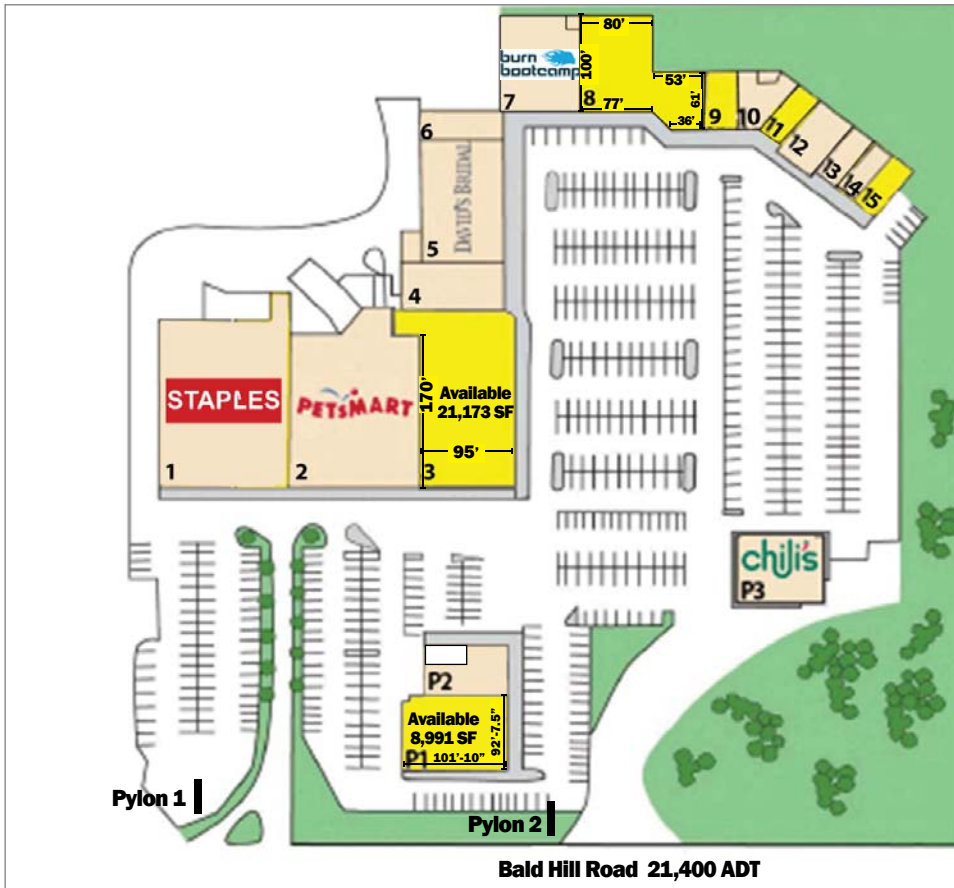 80'
burn
bootcamp
100'
53'
61'
7
8
77'
36'
9
10
11
12
13
14
15
6
DAVID'S BRIDAL
5
4
STAPLES
PETSMART
170'
Available
21,173 SF
95'
1
2
3
chili's
P3
P2
Available
8,991 SF
92'-7.5"
P1
101'-10"
Pylon 1
Pylon 2
Bald Hill Road 21,400 ADT